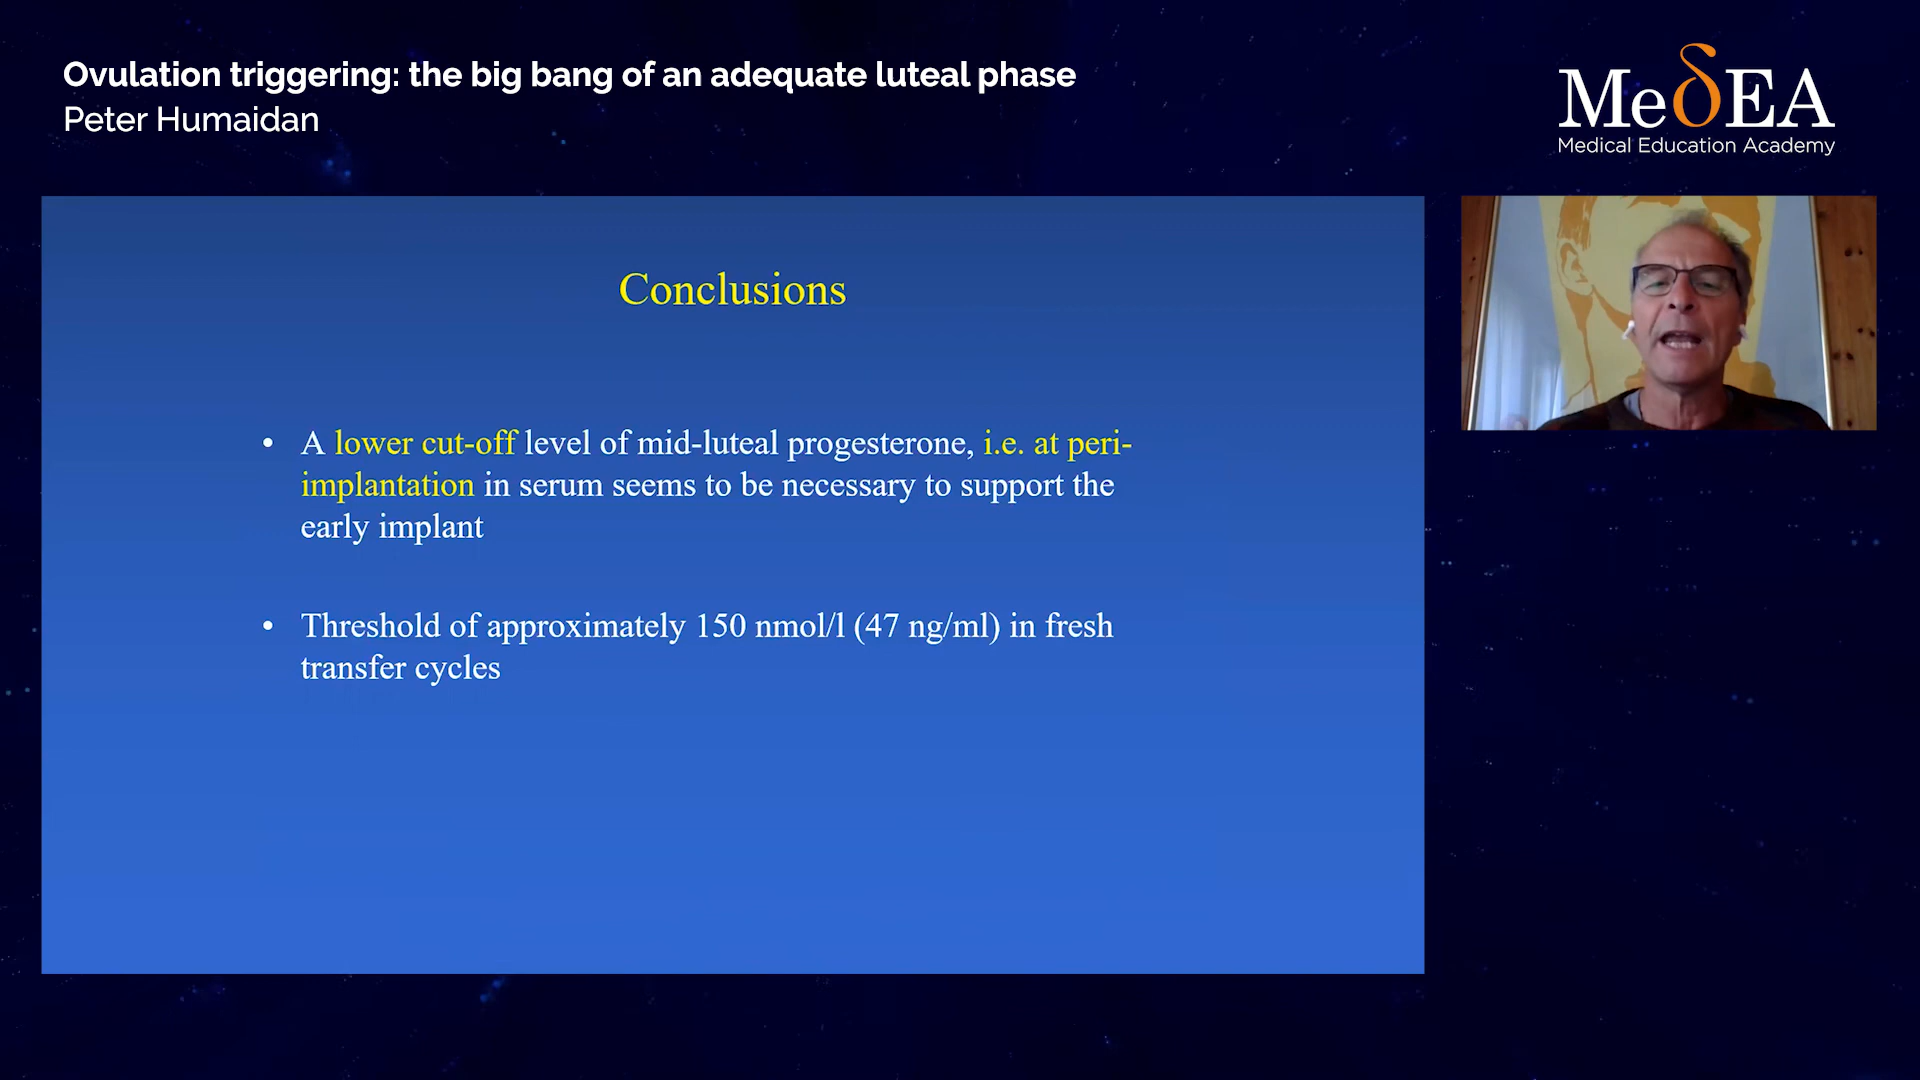 Ovulation triggering: the big bang of an adequate luteal phase
Peter Humaidan
MeδEA
Medical Education Academy
Conclusions
• A lower cut-off level of mid-luteal progesterone, i.e. at peri-
implantation in serum seems to be necessary to support the
early implant
• Threshold of approximately 150 nmol/l (47 ng/ml) in fresh
transfer cycles